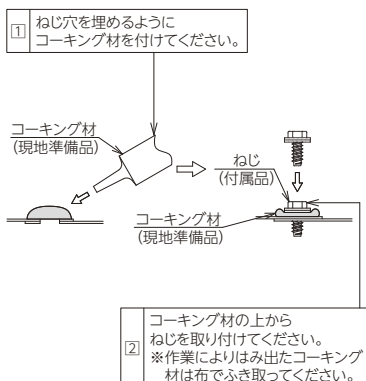 1
ねじ穴を埋めるように
コーキング材を付けてください。
コーキング材
(現地準備品)
ねじ
(付属品)
コーキング材
(現地準備品)
2
コーキング材の上から
ねじを取り付けてください。
※作業によりはみ出たコーキング
材は布でふき取ってください。